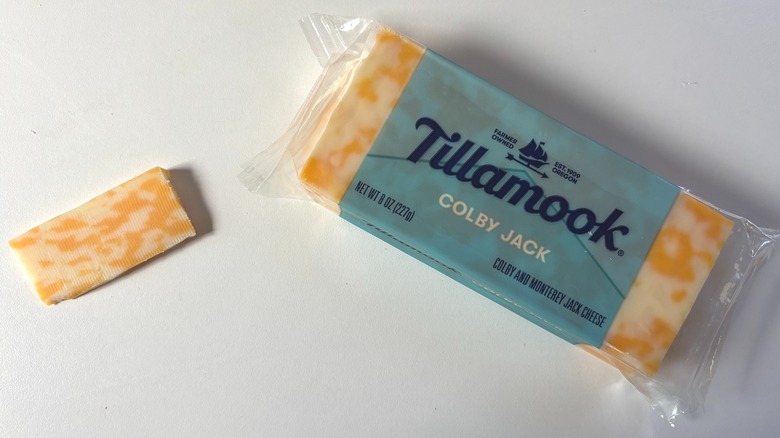 FARMER
OWNED
EST. 1909
OREGON
Tillamook®
COLBY JACK
NET WT 8 OZ (227g)
COLBY AND MONTEREY JACK CHEESE